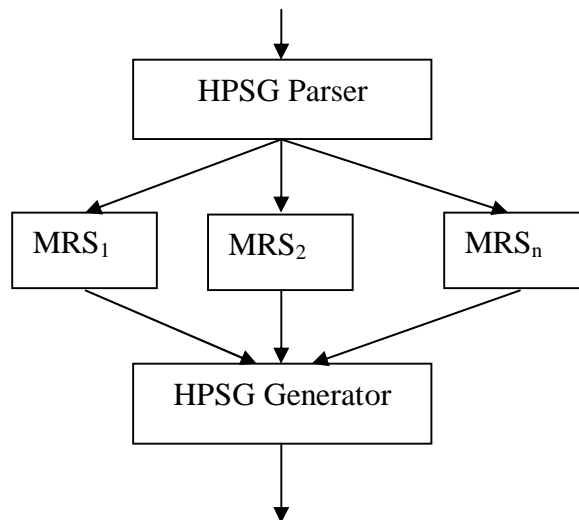 HPSG Parser
MRS₁
MRS₂
MRSₙ
HPSG Generator